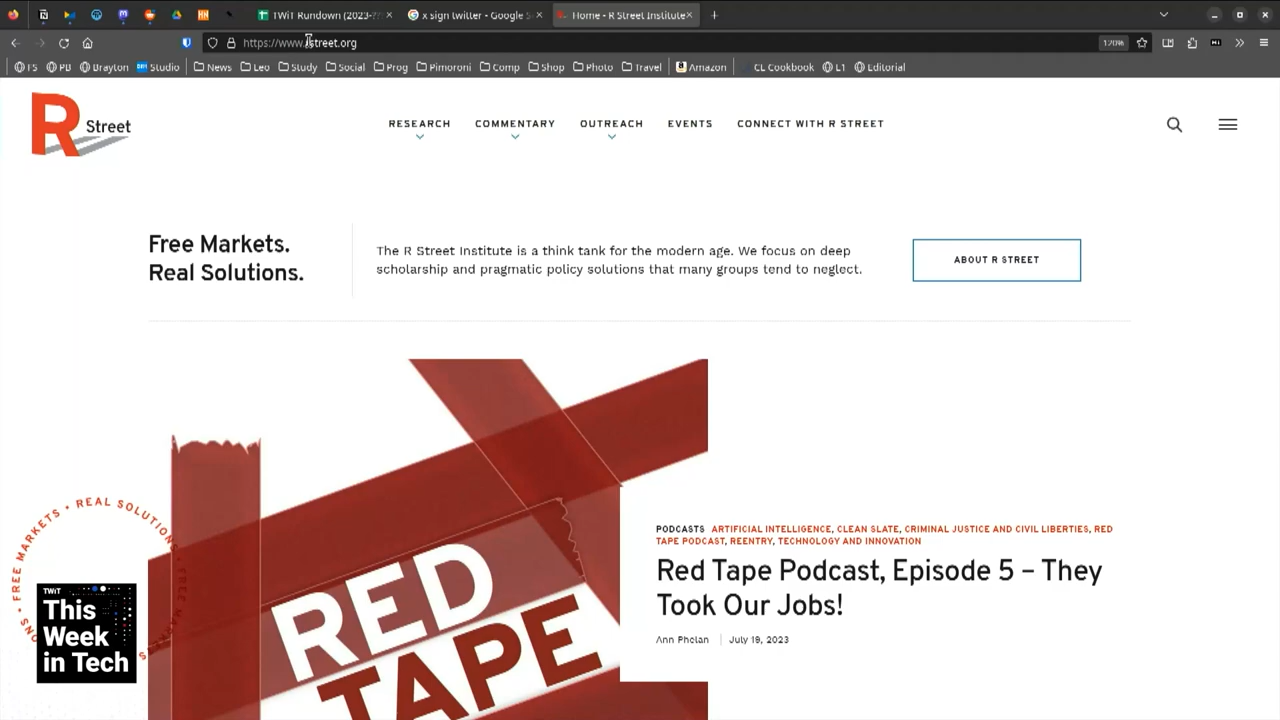 TWiT Rundown (2023-??
x sign twitter - Google S
Home - R Street Institute
https://www.rstreet.org
120%
FS PB Brayton Studio News Leo Study Social Prog Pimoroni Comp Shop Photo Travel Amazon CL Cookbook L1 Editorial
R Street
RESEARCH COMMENTARY OUTREACH EVENTS CONNECT WITH R STREET
Free Markets.
Real Solutions.
The R Street Institute is a think tank for the modern age. We focus on deep
scholarship and pragmatic policy solutions that many groups tend to neglect.
ABOUT R STREET
RED
TAPE
PODCASTS ARTIFICIAL INTELLIGENCE, CLEAN SLATE, CRIMINAL JUSTICE AND CIVIL LIBERTIES, RED
TAPE PODCAST, REENTRY, TECHNOLOGY AND INNOVATION
Red Tape Podcast, Episode 5 – They
Took Our Jobs!
Ann Phelan | July 19, 2023
FREE MARKETS • REAL SOLUTIONS •
TWiT
This
Week
in Tech